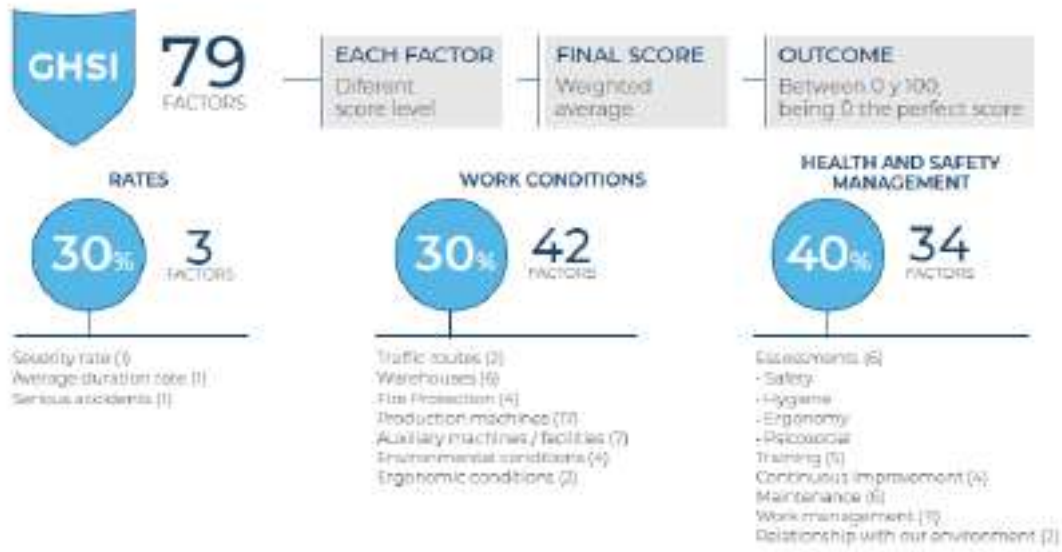 GHSI
79
FACTORS
EACH FACTOR
Diferent
score level
FINAL SCORE
Weighted
average
OUTCOME
Between 0 y 100,
being 0 the perfect score
RATES
30%
3
FACTORS
Severity rate (1)
Average duration rate (1)
Serious accidents (1)
WORK CONDITIONS
30%
42
FACTORS
Traffic routes (2)
Warehouses (6)
Fire Protection (4)
Production machines (17)
Auxiliary machines / facilities (7)
Environmental conditions (4)
Ergonomic conditions (2)
HEALTH AND SAFETY
MANAGEMENT
40%
34
FACTORS
Assessments (6)
- Safety
- Hygiene
- Ergonomy
- Psicosocial
Training (5)
Continuous improvement (4)
Maintenance (6)
Work management (11)
Relationship with our environment (2)